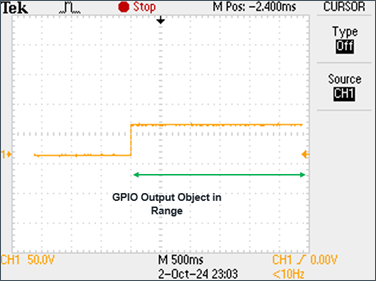 Tek
Stop
M Pos: -2.400ms
CURSOR
Type
Off
Source
CH1
1
GPIO Output Object in
Range
CH1 50.0V
M 500ms
CH1 0.00V
2-Oct-24 23:03
<10Hz